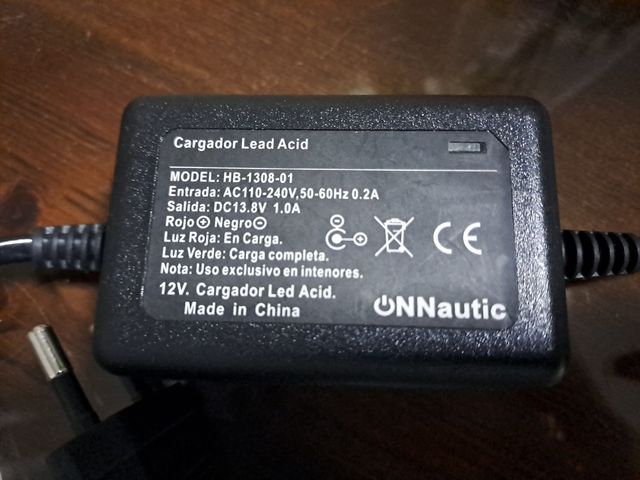 Cargador Lead Acid
MODEL: HB-1308-01
Entrada: AC110-240V,50-60Hz 0.2A
Salida: DC13.8V 1.0A
Rojo⊕ Negro⊖
Luz Roja: En Carga.
Luz Verde: Carga completa.
Nota: Uso exclusivo en intenores.
12V. Cargador Led Acid.
Made in China
CE
ONNautic